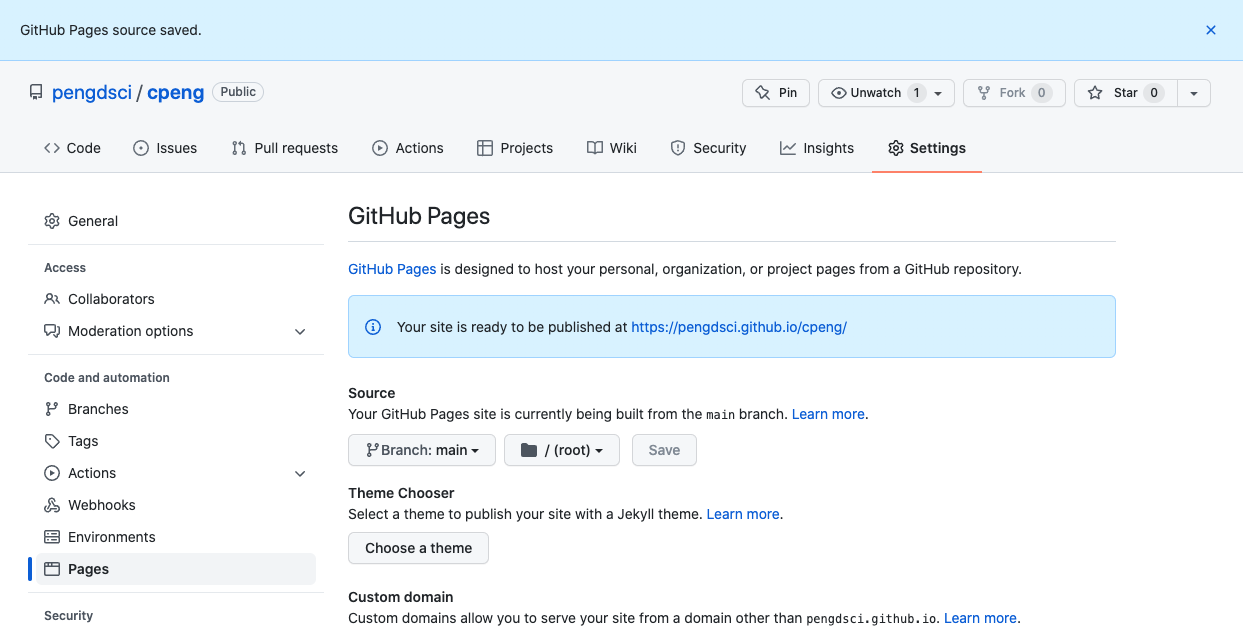 GitHub Pages source saved.
pengdsci / cpeng Public
Pin Unwatch 1 Fork 0 Star 0
Code Issues Pull requests Actions Projects Wiki Security Insights Settings
General
Access
Collaborators
Moderation options
Code and automation
Branches
Tags
Actions
Webhooks
Environments
Pages
Security
GitHub Pages
GitHub Pages is designed to host your personal, organization, or project pages from a GitHub repository.
Your site is ready to be published at https://pengdsci.github.io/cpeng/
Source
Your GitHub Pages site is currently being built from the main branch. Learn more.
Branch: main / (root) Save
Theme Chooser
Select a theme to publish your site with a Jekyll theme. Learn more.
Choose a theme
Custom domain
Custom domains allow you to serve your site from a domain other than pengdsci.github.io. Learn more.